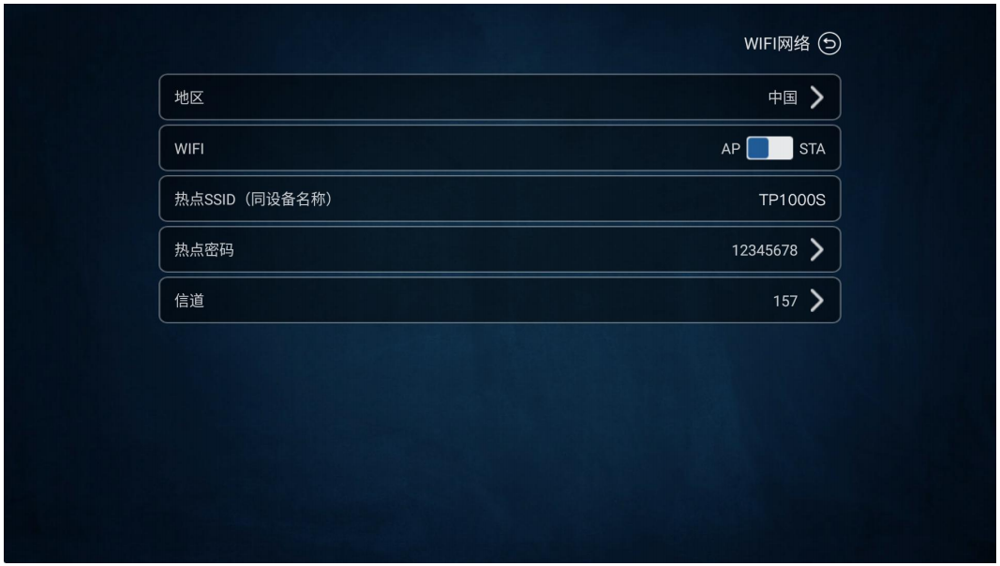 WIFI网络
地区 中国
WIFI AP STA
热点SSID（同设备名称） TP1000S
热点密码 12345678
信道 157